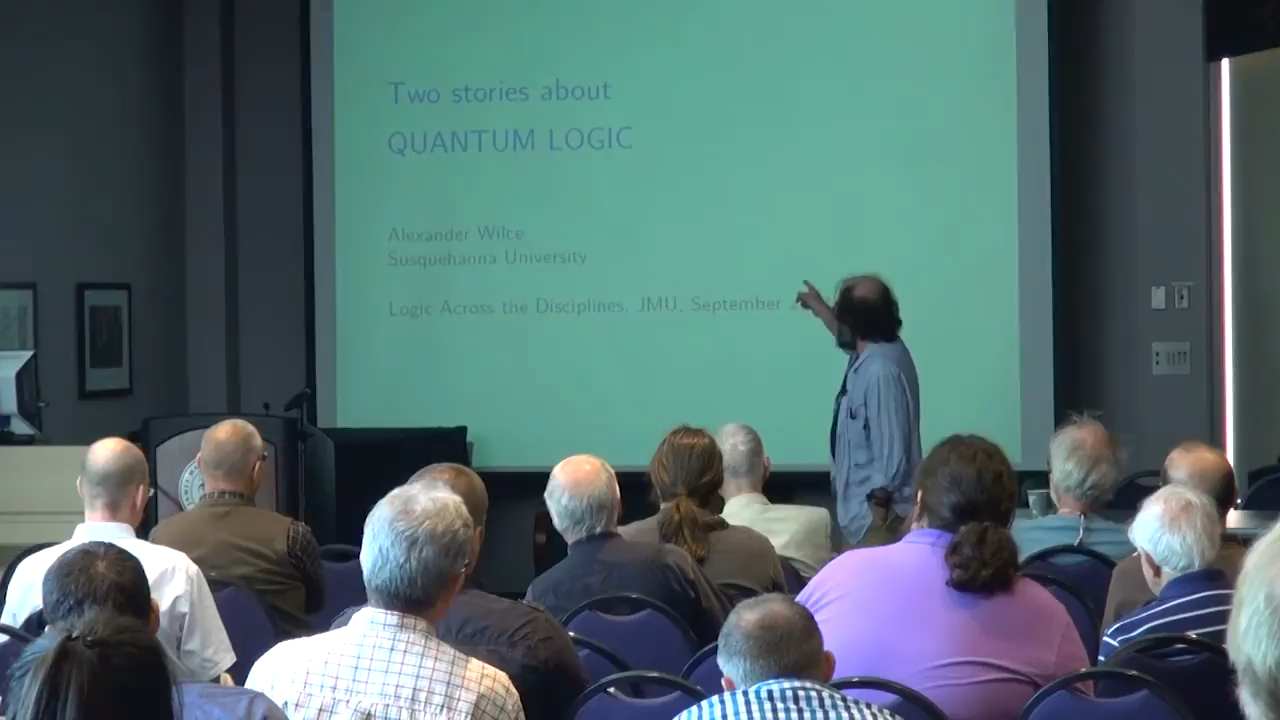 Two stories about
QUANTUM LOGIC
Alexander Wilce
Susquehanna University
Logic Across the Disciplines, JMU, September